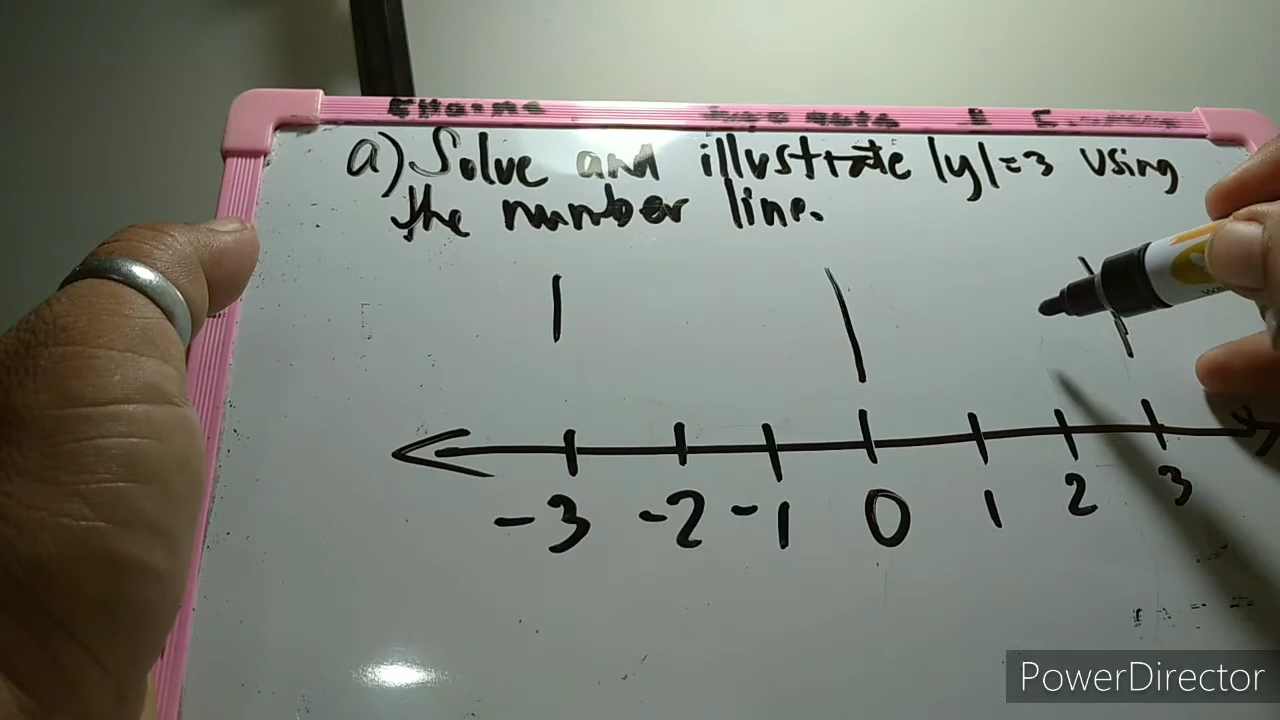 a) Solve and illustrate |y|=3 using
the number line.
-3 -2 -1 0 1 2 3
PowerDirector